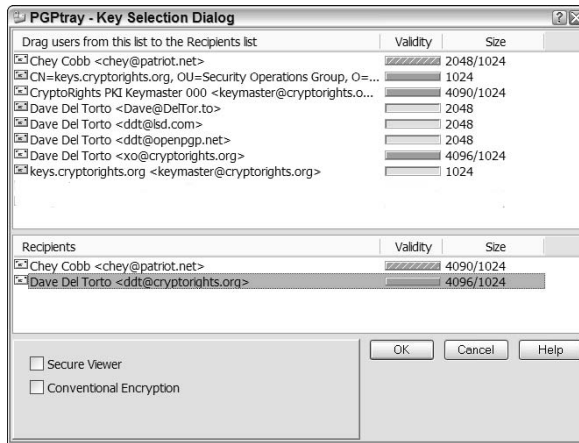 PGPtray - Key Selection Dialog
Drag users from this list to the Recipients list Validity Size
Chey Cobb <chey@patriot.net> 2048/1024
CN=keys.cryptorights.org, OU=Security Operations Group, O=... 1024
CryptoRights PKI Keymaster 000 <keymaster@cryptorights.o... 4090/1024
Dave Del Torto <Dave@DelTor.to> 2048
Dave Del Torto <ddt@lsd.com> 2048
Dave Del Torto <ddt@openpgp.net> 2048
Dave Del Torto <xo@cryptorights.org> 4096/1024
keys.cryptorights.org <keymaster@cryptorights.org> 1024
Recipients Validity Size
Chey Cobb <chey@patriot.net> 4090/1024
Dave Del Torto <ddt@cryptorights.org> 4096/1024
OK Cancel Help
Secure Viewer
Conventional Encryption